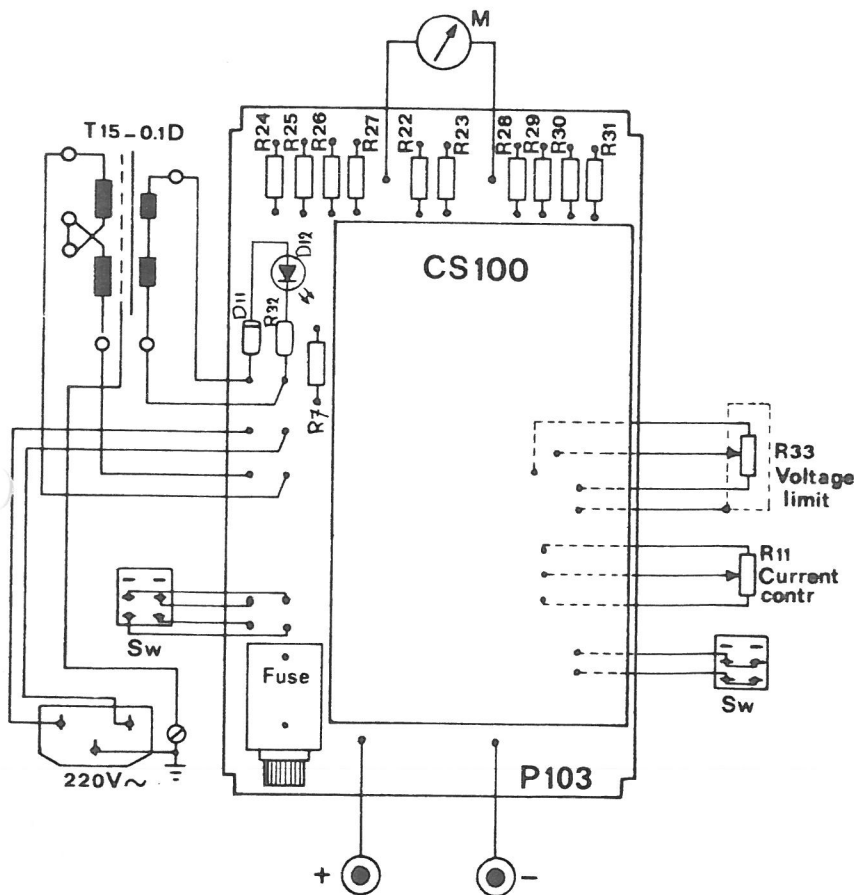 M
T15-0.1D
R24
R25
R26
R27
R22
R23
R28
R29
R30
R31
CS100
D12
D11
R32
R7
R33
Voltage
limit
R11
Current
contr
Sw
Sw
Fuse
220V~
P103
+
-